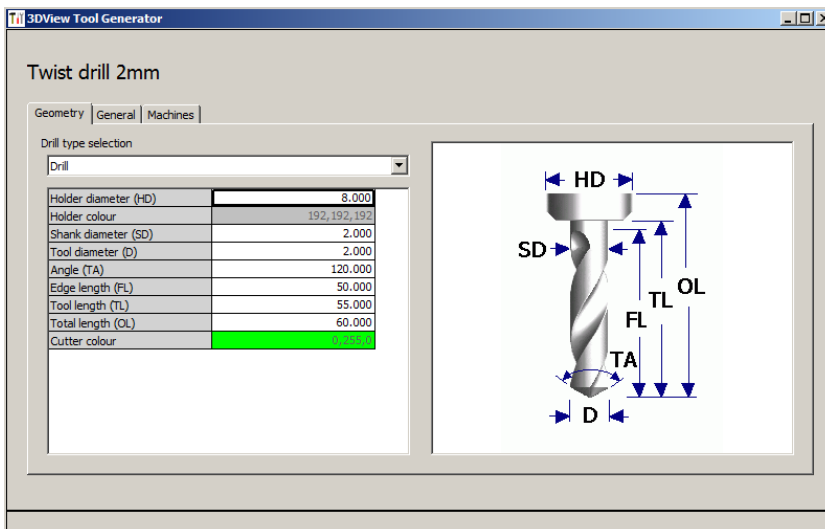 3DView Tool Generator
Twist drill 2mm
Geometry General Machines
Drill type selection
Drill
Holder diameter (HD) 8.000
Holder colour 192,192,192
Shank diameter (SD) 2.000
Tool diameter (D) 2.000
Angle (TA) 120.000
Edge length (FL) 50.000
Tool length (TL) 55.000
Total length (OL) 60.000
Cutter colour 0,255,0
HD
SD
OL
TL
FL
TA
D